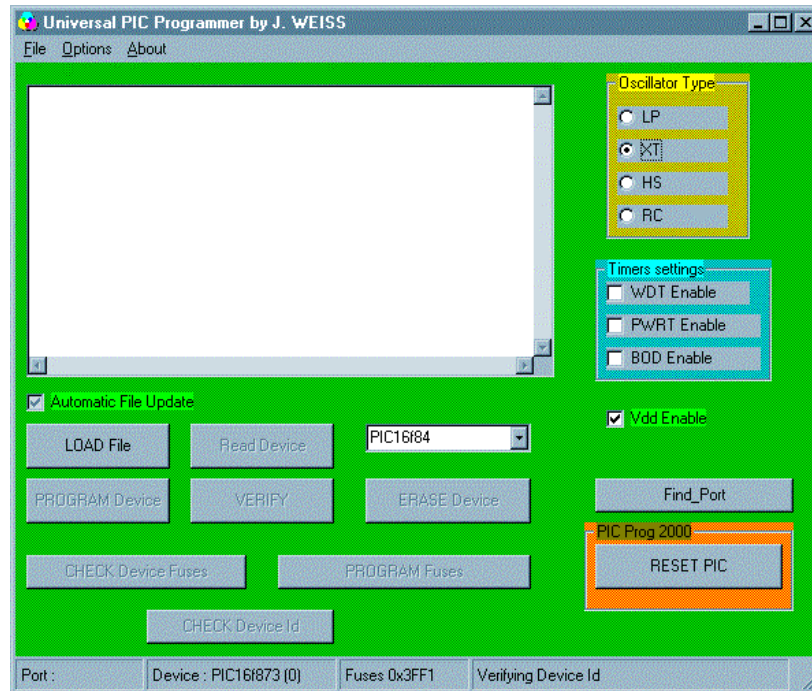 Universal PIC Programmer by J. WEISS
File Options About
Oscillator Type
LP
XT
HS
RC
Timers settings
WDT Enable
PWRT Enable
BOD Enable
Automatic File Update
Vdd Enable
LOAD File
Read Device
PIC16f84
PROGRAM Device
VERIFY
ERASE Device
Find_Port
PIC Prog 2000
RESET PIC
CHECK Device Fuses
PROGRAM Fuses
CHECK Device Id
Port : Device : PIC16f873 (0) Fuses 0x3FF1 Verifying Device Id